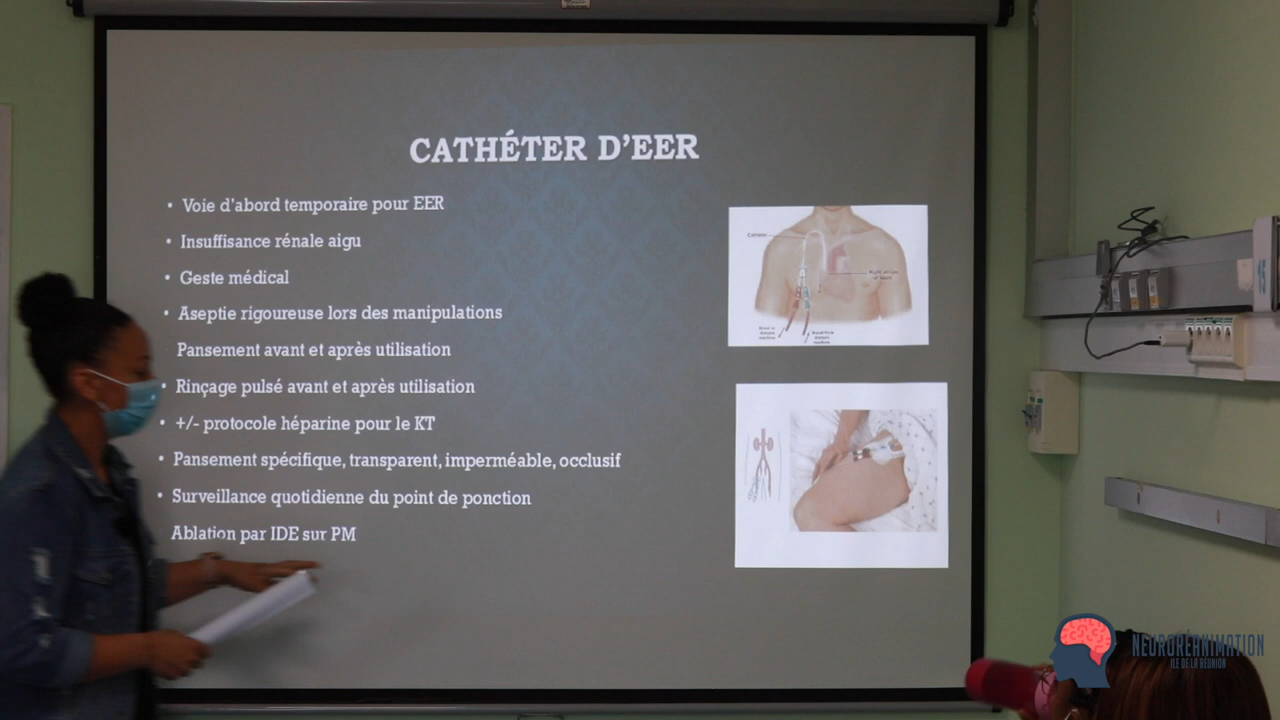 CATHÉTER D'EER
• Voie d'abord temporaire pour EER
• Insuffisance rénale aigu
• Geste médical
• Aseptie rigoureuse lors des manipulations
Pansement avant et après utilisation
• Rinçage pulsé avant et après utilisation
• +/- protocole héparine pour le KT
• Pansement spécifique, transparent, imperméable, occlusif
• Surveillance quotidienne du point de ponction
Ablation par IDE sur PM
NEURORÉANIMATION
ILE DE LA RÉUNION